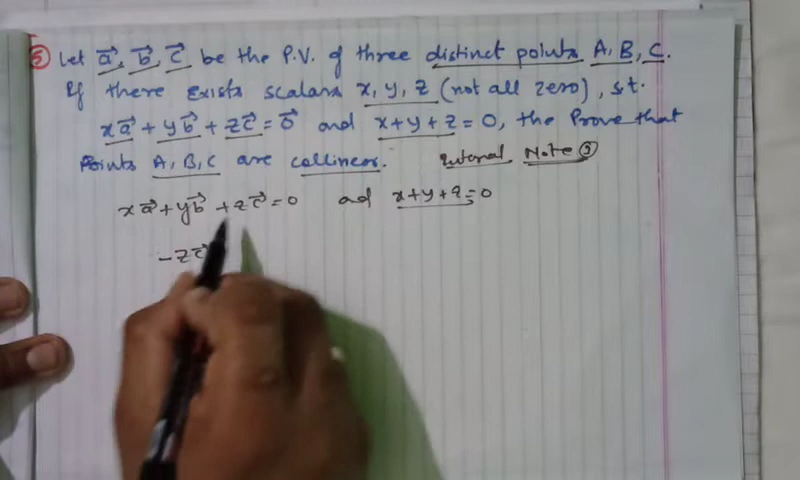 ⑤ Let a⃗, b⃗, c⃗ be the P.V. of three distinct points A, B, C.
If there exists scalars x, y, z (not all zero), s.t.
xa⃗ + yb⃗ + zc⃗ = 0⃗ and x+y+z = 0, the Prove that
Points A, B, C are collinear. Note ③
xa⃗ + yb⃗ + zc⃗ = 0 ad x+y+z = 0
-zc⃗